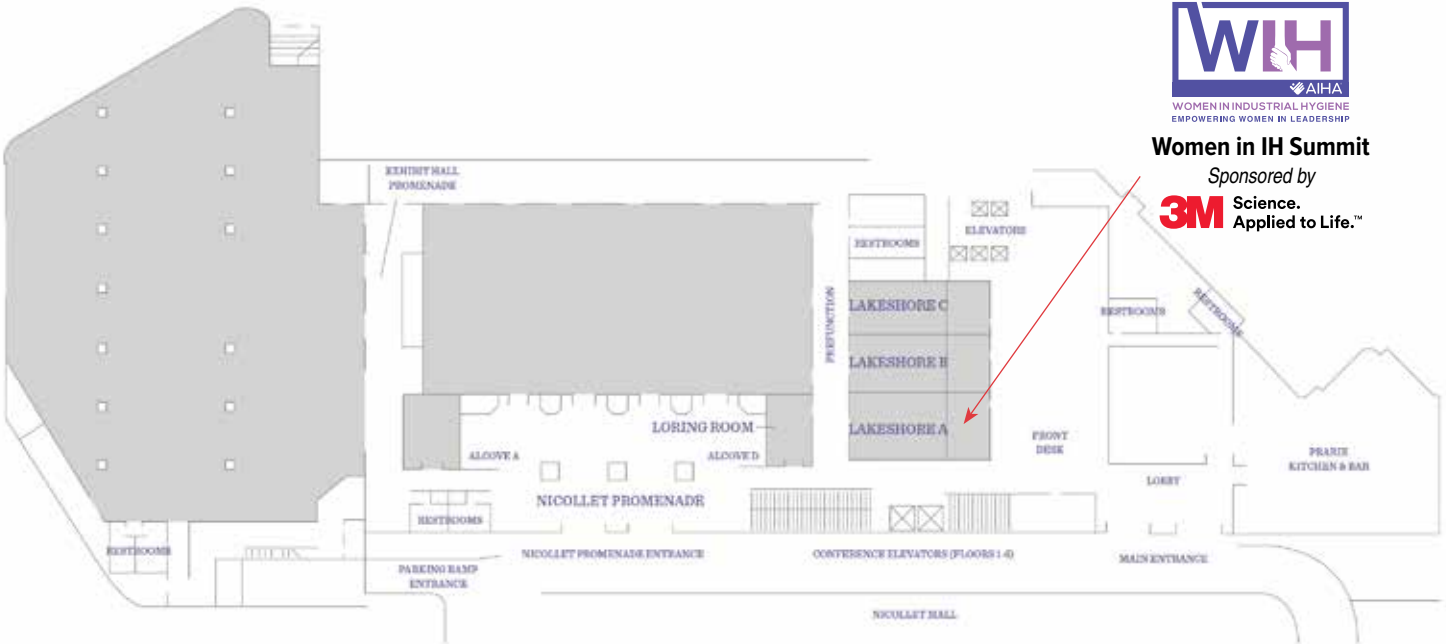 WIH
AIHA
WOMEN IN INDUSTRIAL HYGIENE
EMPOWERING WOMEN IN LEADERSHIP
Women in IH Summit
Sponsored by
3M Science.
Applied to Life.™
EXHIBIT HALL
PROMENADE
RESTROOMS
ELEVATORS
PREFUNCTION
LAKESHORE C
LAKESHORE B
LAKESHORE A
RESTROOMS
RESTROOMS
LORING ROOM
ALCOVE A
ALCOVE D
FRONT
DESK
PRARIE
KITCHEN & BAR
LOBBY
NICOLLET PROMENADE
RESTROOMS
RESTROOMS
NICOLLET PROMENADE ENTRANCE
CONFERENCE ELEVATORS (FLOORS 1-6)
MAIN ENTRANCE
PARKING RAMP
ENTRANCE
NICOLLET MALL